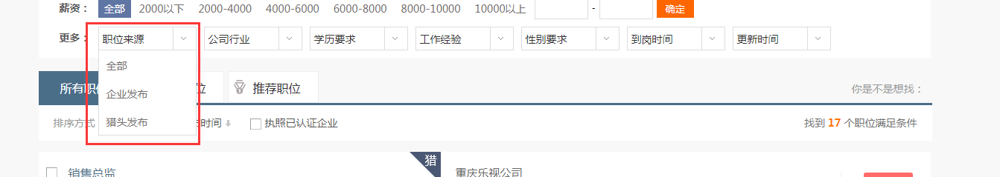 薪资： 全部 2000以下 2000-4000 4000-6000 6000-8000 8000-10000 10000以上 - 确定
更多： 职位来源 公司行业 学历要求 工作经验 性别要求 到岗时间 更新时间
全部
企业发布
猎头发布
所有职 位 推荐职位 你是不是想找：
排序方式 时间 执照已认证企业 找到 17 个职位满足条件
猎
销售总监 重庆乐视公司